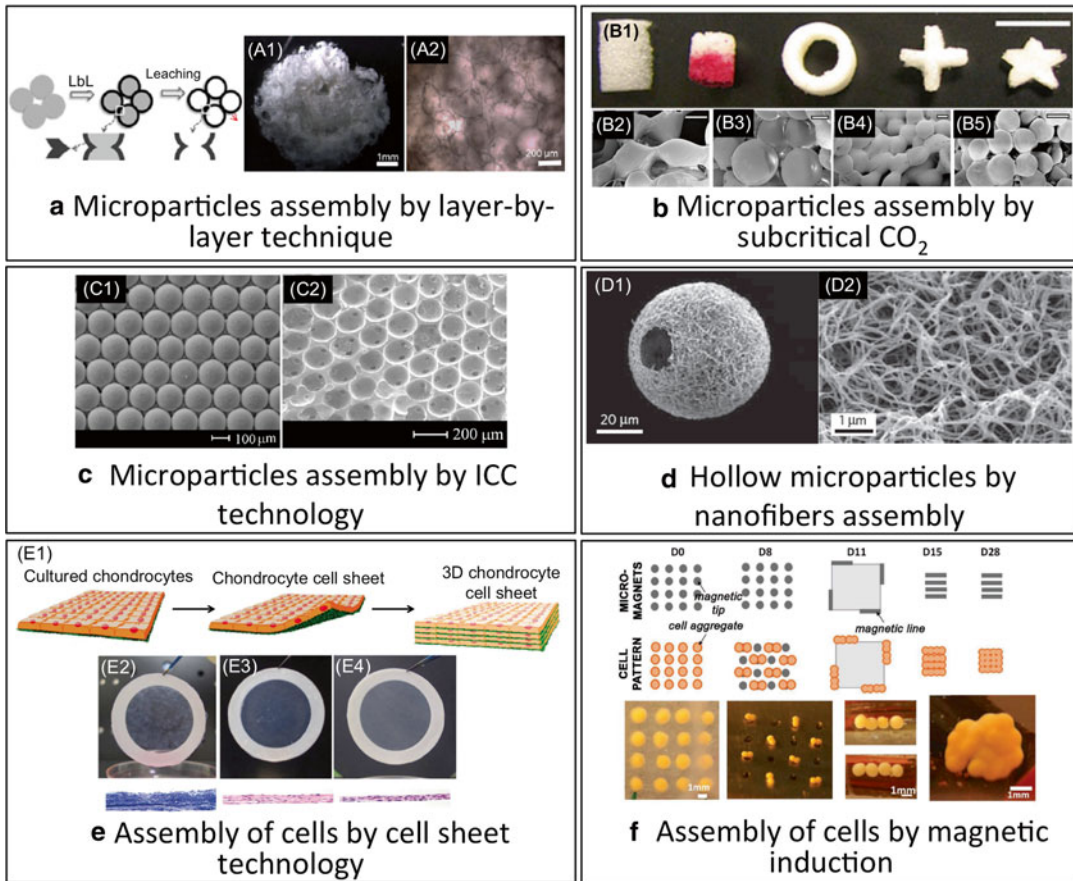 LbL
Leaching
(A1)
1mm
(A2)
200 µm
a Microparticles assembly by layer-by-
layer technique
(B1)
(B2)
(B3)
(B4)
(B5)
b Microparticles assembly by
subcritical CO₂
(C1)
100µm
(C2)
200 µm
c Microparticles assembly by ICC
technology
(D1)
20 µm
(D2)
1 µm
d Hollow microparticles by
nanofibers assembly
(E1)
Cultured chondrocytes
Chondrocyte cell sheet
3D chondrocyte
cell sheet
(E2)
(E3)
(E4)
e Assembly of cells by cell sheet
technology
D0 D8 D11 D15 D28
MICRO-
MAGNETS
magnetic
tip
magnetic line
cell aggregate
CELL
PATTERN
1mm
1mm
1mm
1mm
f Assembly of cells by magnetic
induction